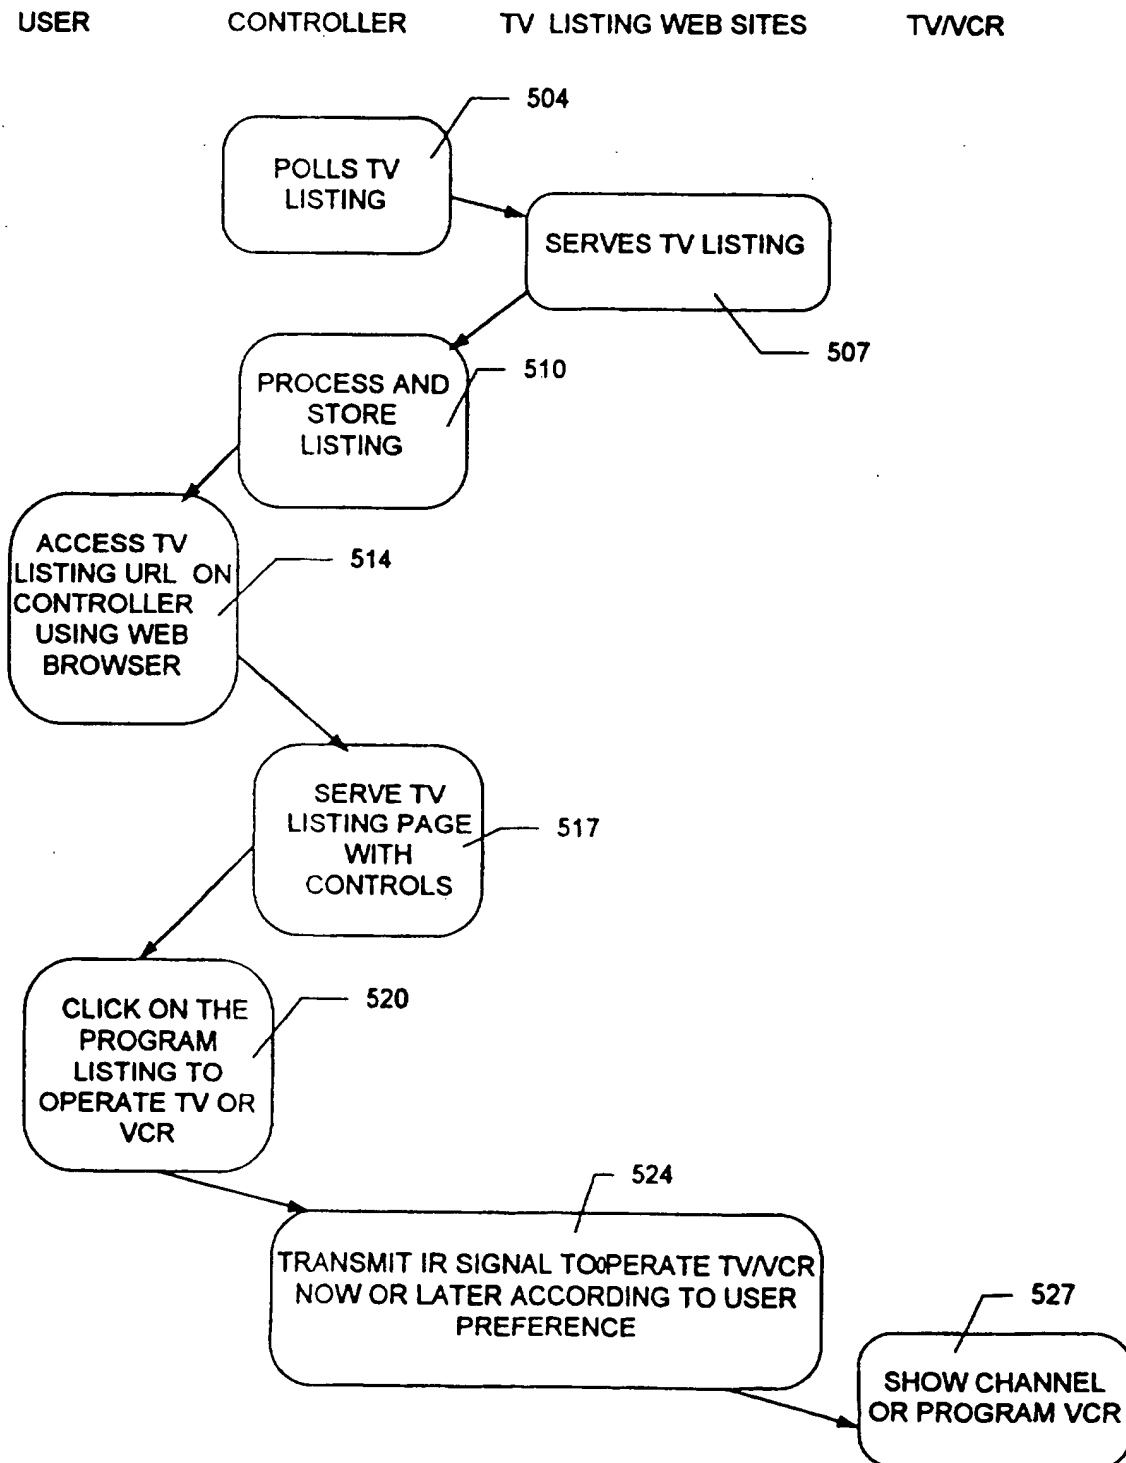 USER CONTROLLER TV LISTING WEB SITES TV/VCR
504
POLLS TV
LISTING
SERVES TV LISTING
507
510
PROCESS AND
STORE
LISTING
ACCESS TV
LISTING URL ON
CONTROLLER
USING WEB
BROWSER
514
SERVE TV
LISTING PAGE
WITH
CONTROLS
517
520
CLICK ON THE
PROGRAM
LISTING TO
OPERATE TV OR
VCR
524
TRANSMIT IR SIGNAL TO OPERATE TV/VCR
NOW OR LATER ACCORDING TO USER
PREFERENCE
527
SHOW CHANNEL
OR PROGRAM VCR